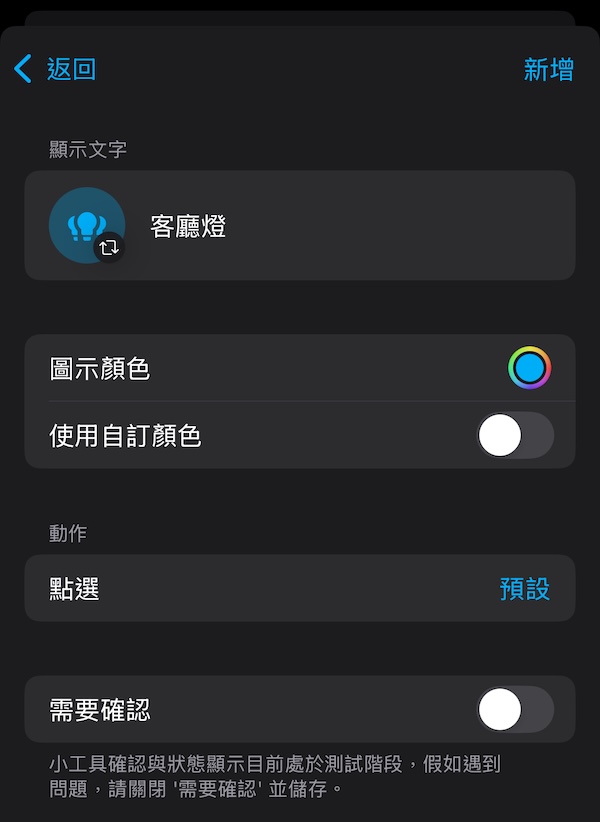 返回
新增
顯示文字
客廳燈
圖示顏色
使用自訂顏色
動作
點選
預設
需要確認
小工具確認與狀態顯示目前處於測試階段，假如遇到
問題，請關閉 '需要確認' 並儲存。